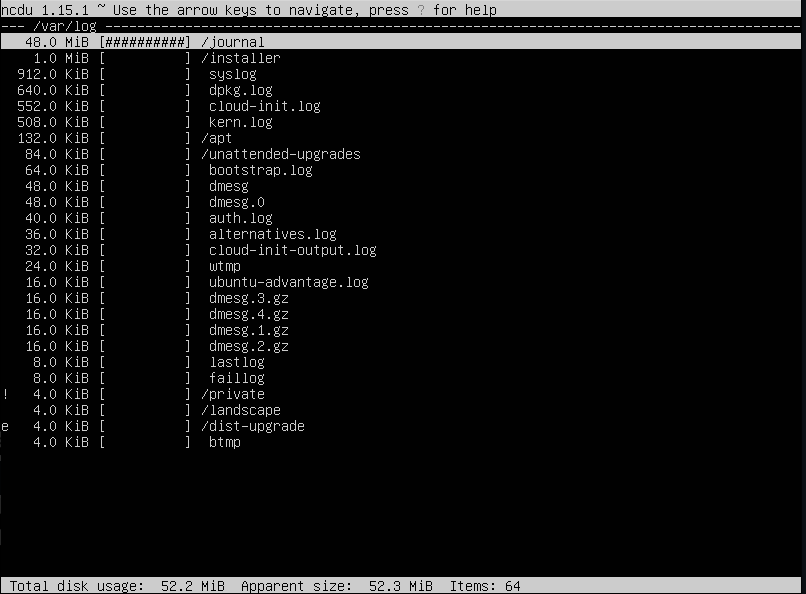 ncdu 1.15.1 ~ Use the arrow keys to navigate, press ? for help
--- /var/log ----------------------------------------------------------------------------------------
   48.0 MiB [##########] /journal
    1.0 MiB [          ] /installer
  912.0 KiB [          ]  syslog
  640.0 KiB [          ]  dpkg.log
  552.0 KiB [          ]  cloud-init.log
  508.0 KiB [          ]  kern.log
  132.0 KiB [          ] /apt
   84.0 KiB [          ] /unattended-upgrades
   64.0 KiB [          ]  bootstrap.log
   48.0 KiB [          ]  dmesg
   48.0 KiB [          ]  dmesg.0
   40.0 KiB [          ]  auth.log
   36.0 KiB [          ]  alternatives.log
   32.0 KiB [          ]  cloud-init-output.log
   24.0 KiB [          ]  wtmp
   16.0 KiB [          ]  ubuntu-advantage.log
   16.0 KiB [          ]  dmesg.3.gz
   16.0 KiB [          ]  dmesg.4.gz
   16.0 KiB [          ]  dmesg.1.gz
   16.0 KiB [          ]  dmesg.2.gz
    8.0 KiB [          ]  lastlog
    8.0 KiB [          ]  faillog
!   4.0 KiB [          ] /private
    4.0 KiB [          ] /landscape
e   4.0 KiB [          ] /dist-upgrade
    4.0 KiB [          ]  btmp
 Total disk usage:  52.2 MiB  Apparent size:  52.3 MiB  Items: 64